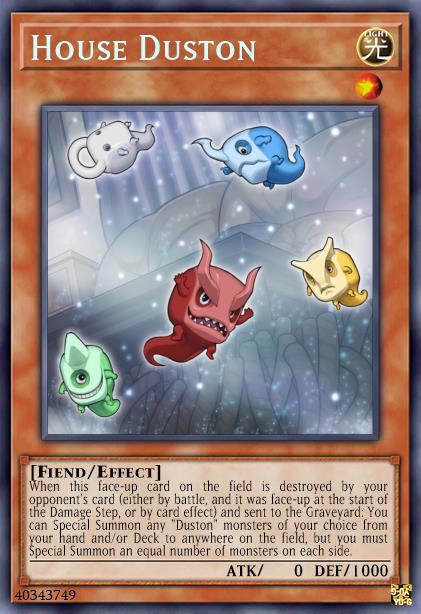 HOUSE DUSTON
LIGHT
光
[FIEND/EFFECT]
When this face-up card on the field is destroyed by your
opponent's card (either by battle, and it was face-up at the start of
the Damage Step, or by card effect) and sent to the Graveyard: You
can Special Summon any "Duston" monsters of your choice from
your hand and/or Deck to anywhere on the field, but you must
Special Summon an equal number of monsters on each side.
ATK/ 0 DEF/1000
40343749